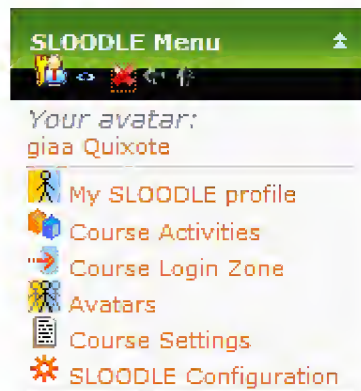 SLOODLE Menu
Your avatar:
giaa Quixote
My SLOODLE profile
Course Activities
Course Login Zone
Avatars
Course Settings
SLOODLE Configuration